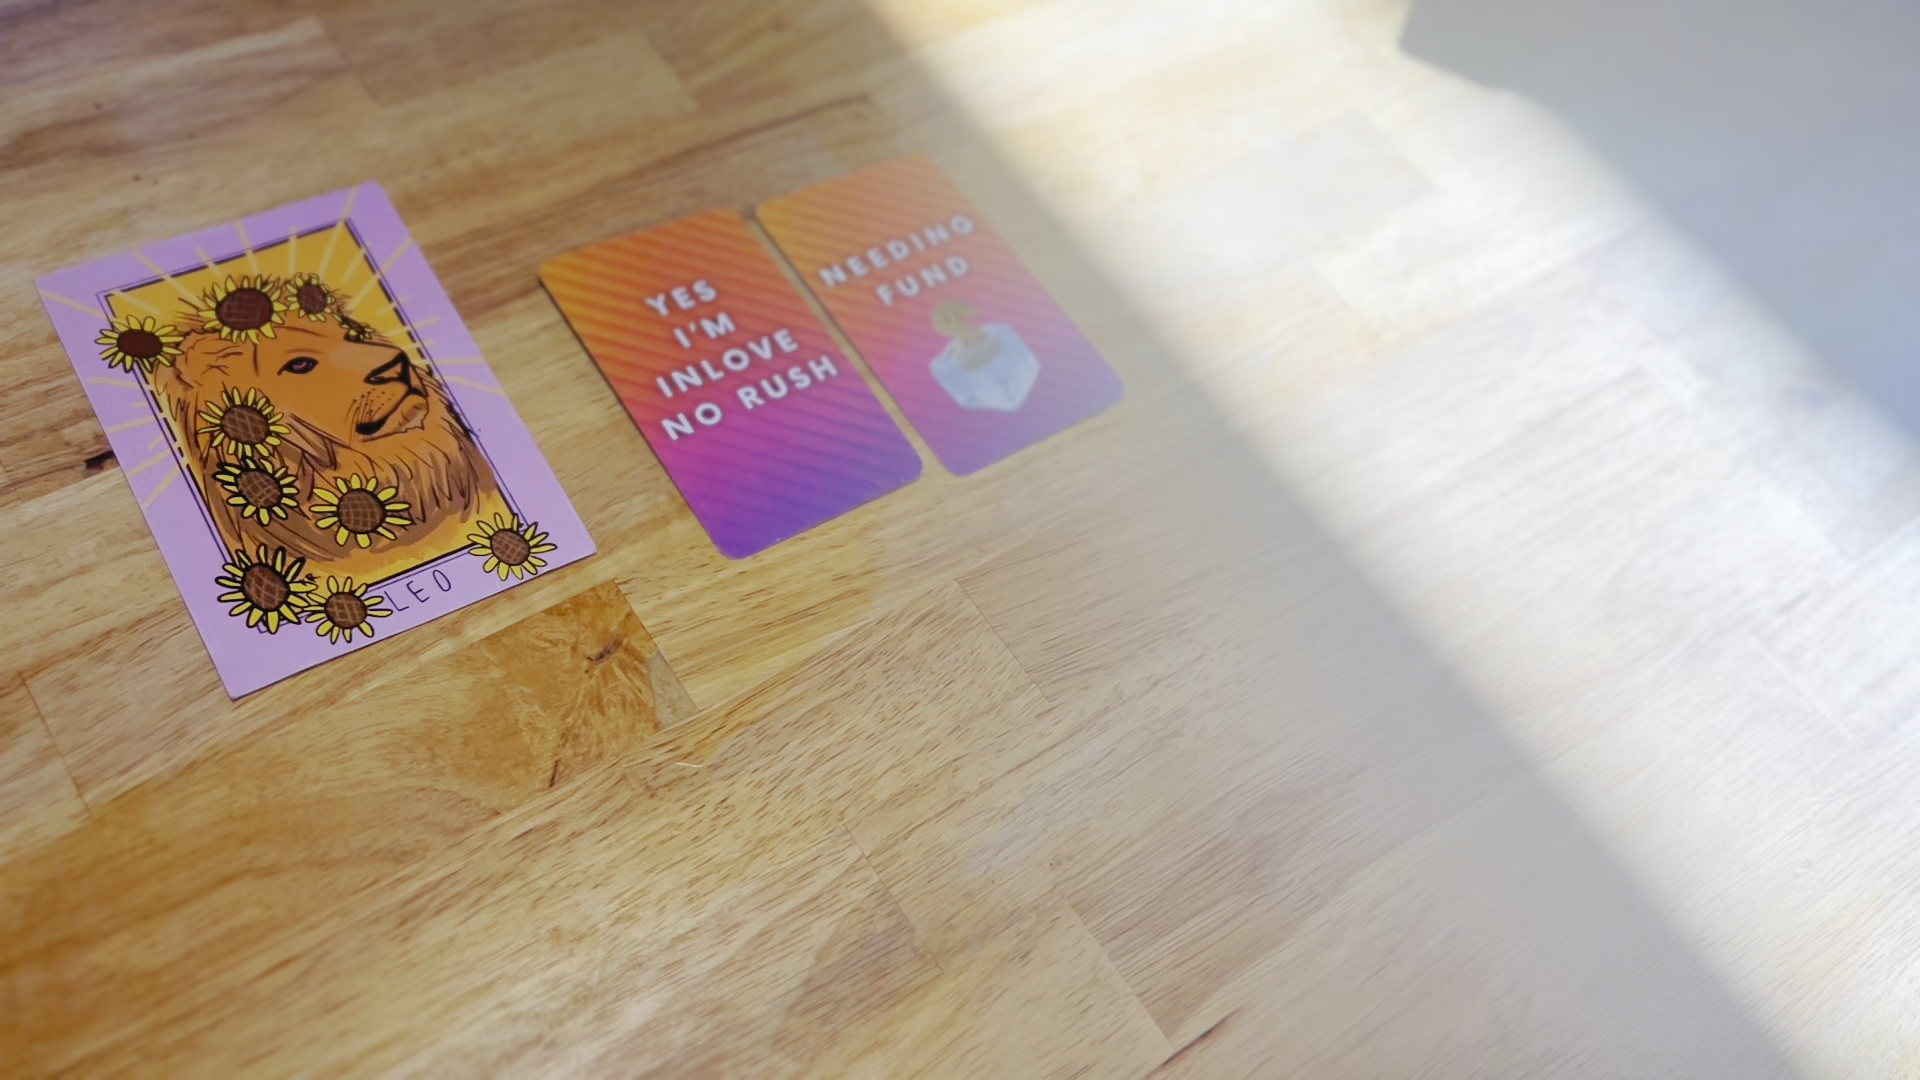 LEO
YES
I'M
INLOVE
NO RUSH
NEEDING
FUND